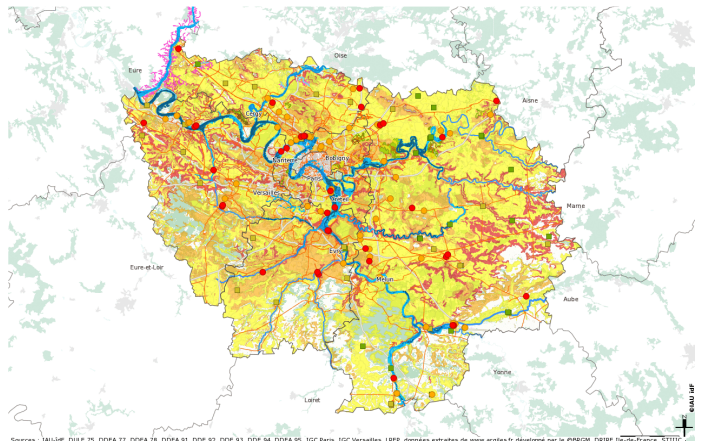 Oise
Eure
Aisne
Cergy
Nanterre
Bobigny
Paris
Versailles
Créteil
Marne
Évry
Eure-et-Loir
Melun
Aube
Yonne
Loiret
©IAU îdF
Sources : IAU-îdF, DULE 75, DDEA 77, DDEA 78, DDEA 91, DDE 92, DDE 93, DDE 94, DDEA 95, IGC Paris, IGC Versailles, LREP, données extraites de www.argiles.fr développé par le ©BRGM, DRIRE Ile-de-France,